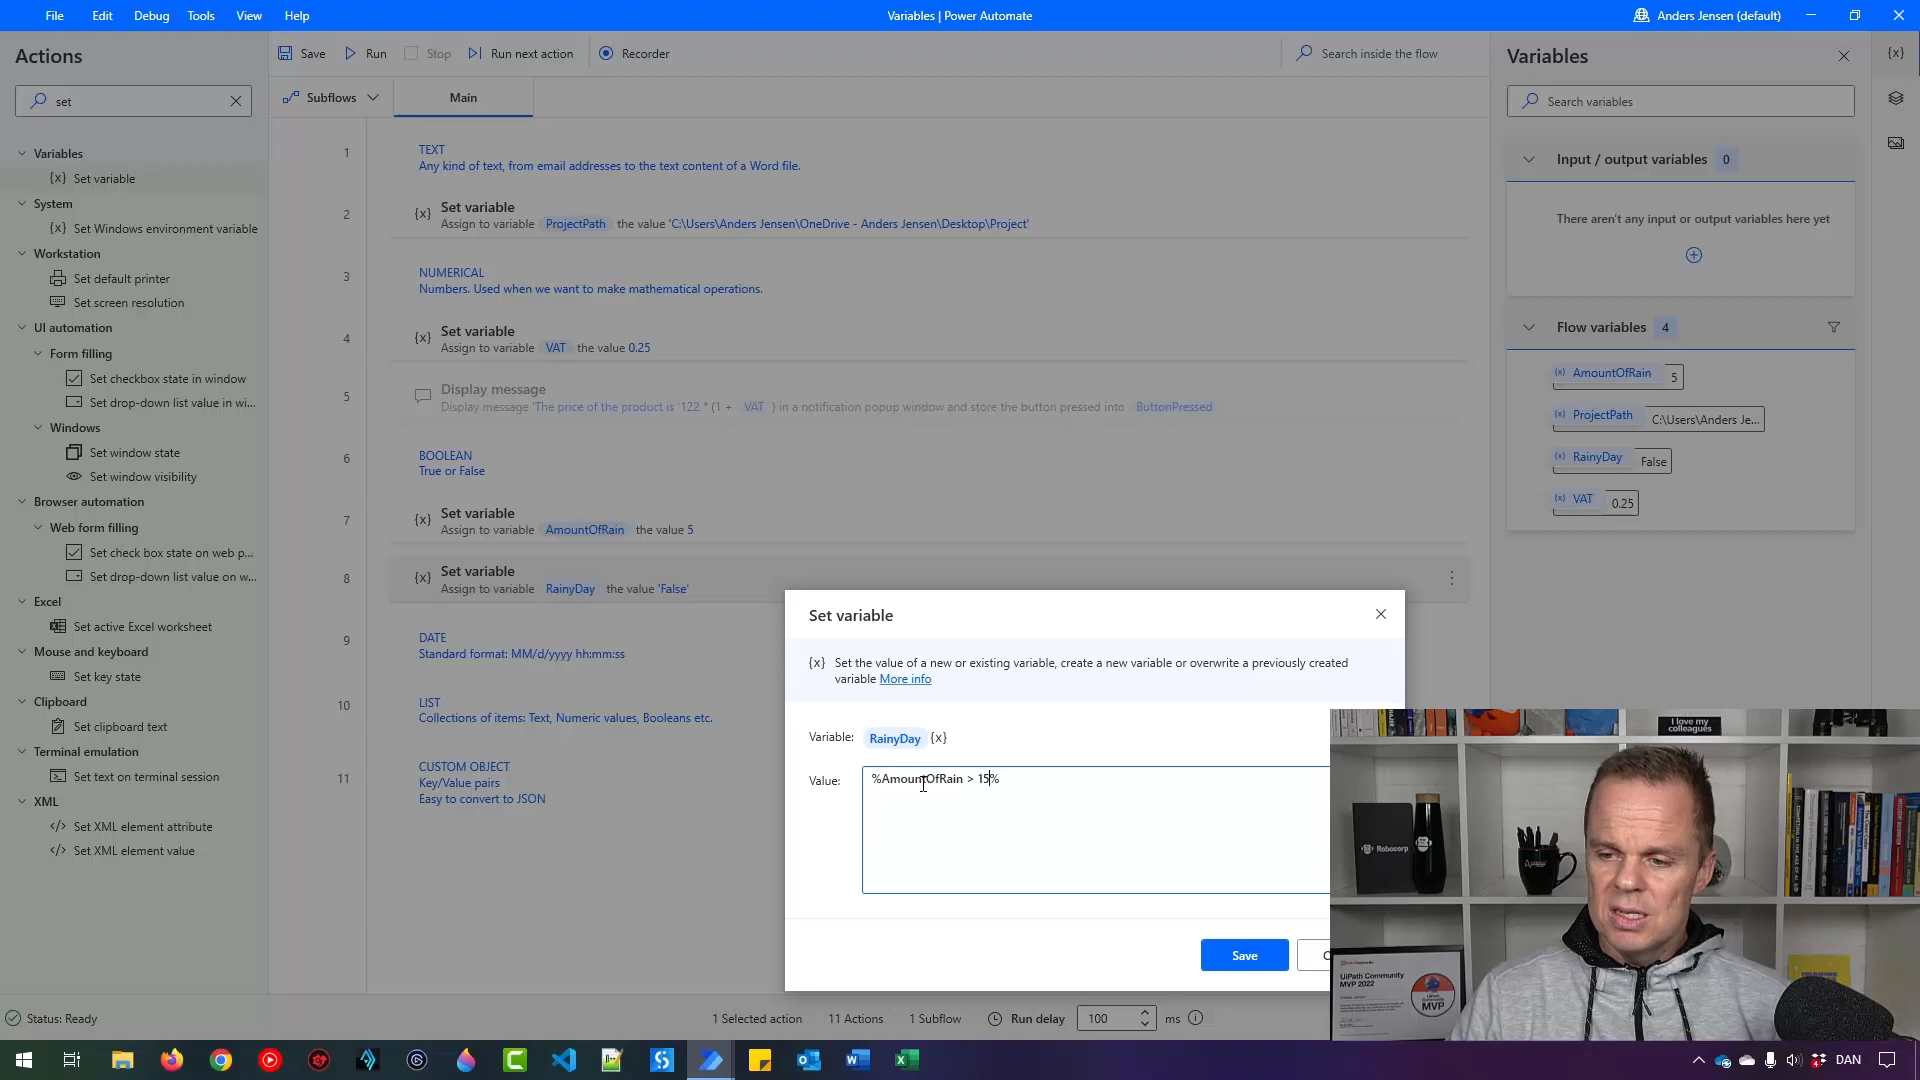 File Edit Debug Tools View Help
Variables | Power Automate
Anders Jensen (default)
Actions
set
Variables
Set variable
System
Set Windows environment variable
Workstation
Set default printer
Set screen resolution
UI automation
Form filling
Set checkbox state in window
Set drop-down list value in wi...
Windows
Set window state
Set window visibility
Browser automation
Web form filling
Set check box state on web p...
Set drop-down list value on w...
Excel
Set active Excel worksheet
Mouse and keyboard
Set key state
Clipboard
Set clipboard text
Terminal emulation
Set text on terminal session
XML
Set XML element attribute
Set XML element value
Save Run Stop Run next action Recorder
Search inside the flow
Subflows Main
1
TEXT
Any kind of text, from email addresses to the text content of a Word file.
2
{x} Set variable
Assign to variable ProjectPath the value 'C:\Users\Anders Jensen\OneDrive - Anders Jensen\Desktop\Project'
3
NUMERICAL
Numbers. Used when we want to make mathematical operations.
4
{x} Set variable
Assign to variable VAT the value 0.25
5
Display message
Display message 'The price of the product is '122 * (1 + VAT ) in a notification popup window and store the button pressed into ButtonPressed
6
BOOLEAN
True or False
7
{x} Set variable
Assign to variable AmountOfRain the value 5
8
{x} Set variable
Assign to variable RainyDay the value 'False'
9
DATE
Standard format: MM/d/yyyy hh:mm:ss
10
LIST
Collections of items: Text, Numeric values, Booleans etc.
11
CUSTOM OBJECT
Key/Value pairs
Easy to convert to JSON
Set variable
{x} Set the value of a new or existing variable, create a new variable or overwrite a previously created
variable More info
Variable: RainyDay {x}
Value: %AmountOfRain > 15%
Save
Variables
{x}
Search variables
Input / output variables 0
There aren't any input or output variables here yet
Flow variables 4
(x) AmountOfRain 5
(x) ProjectPath C:\Users\Anders Je...
(x) RainyDay False
(x) VAT 0.25
I love my
colleagues
Robocorp
UiPath Community
MVP 2022
MVP
Status: Ready
1 Selected action 11 Actions 1 Subflow Run delay 100 ms
DAN